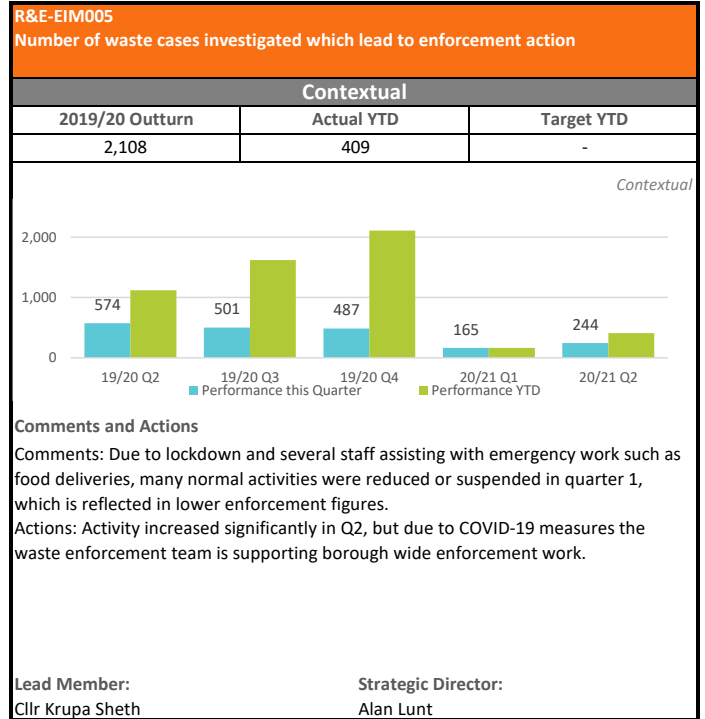 R&E-EIM005
Number of waste cases investigated which lead to enforcement action
Contextual
2019/20 Outturn Actual YTD Target YTD
2,108 409 -
Contextual
2,000
1,000
0
574 501 487 165 244
19/20 Q2 19/20 Q3 19/20 Q4 20/21 Q1 20/21 Q2
Performance this Quarter Performance YTD
Comments and Actions
Comments: Due to lockdown and several staff assisting with emergency work such as
food deliveries, many normal activities were reduced or suspended in quarter 1,
which is reflected in lower enforcement figures.
Actions: Activity increased significantly in Q2, but due to COVID-19 measures the
waste enforcement team is supporting borough wide enforcement work.
Lead Member: Strategic Director:
Cllr Krupa Sheth Alan Lunt